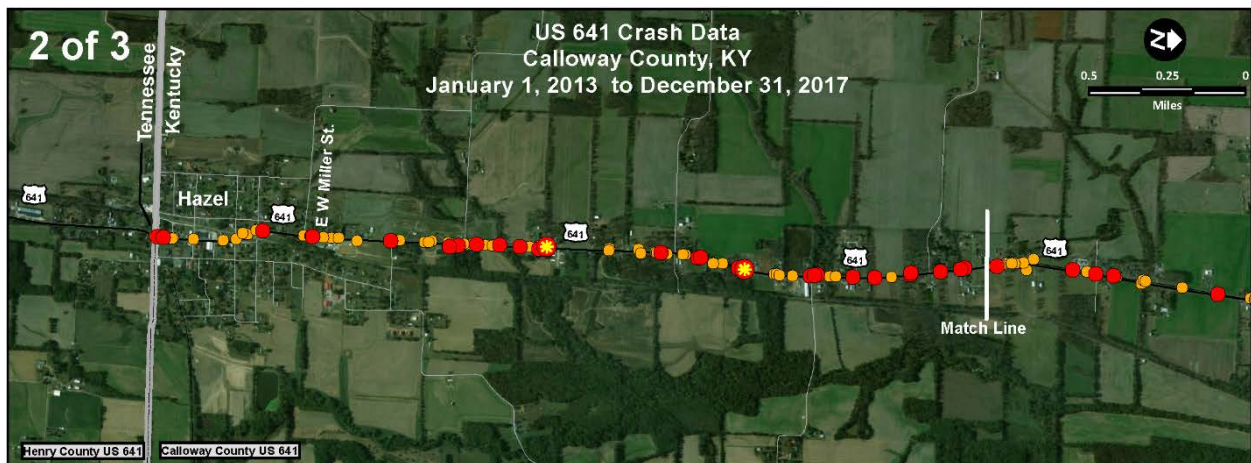 2 of 3
US 641 Crash Data
Calloway County, KY
January 1, 2013 to December 31, 2017
N
0.5 0.25 0
Miles
Tennessee
Kentucky
Hazel
E W Miller St.
641
641
641
641
641
Match Line
Henry County US 641
Calloway County US 641